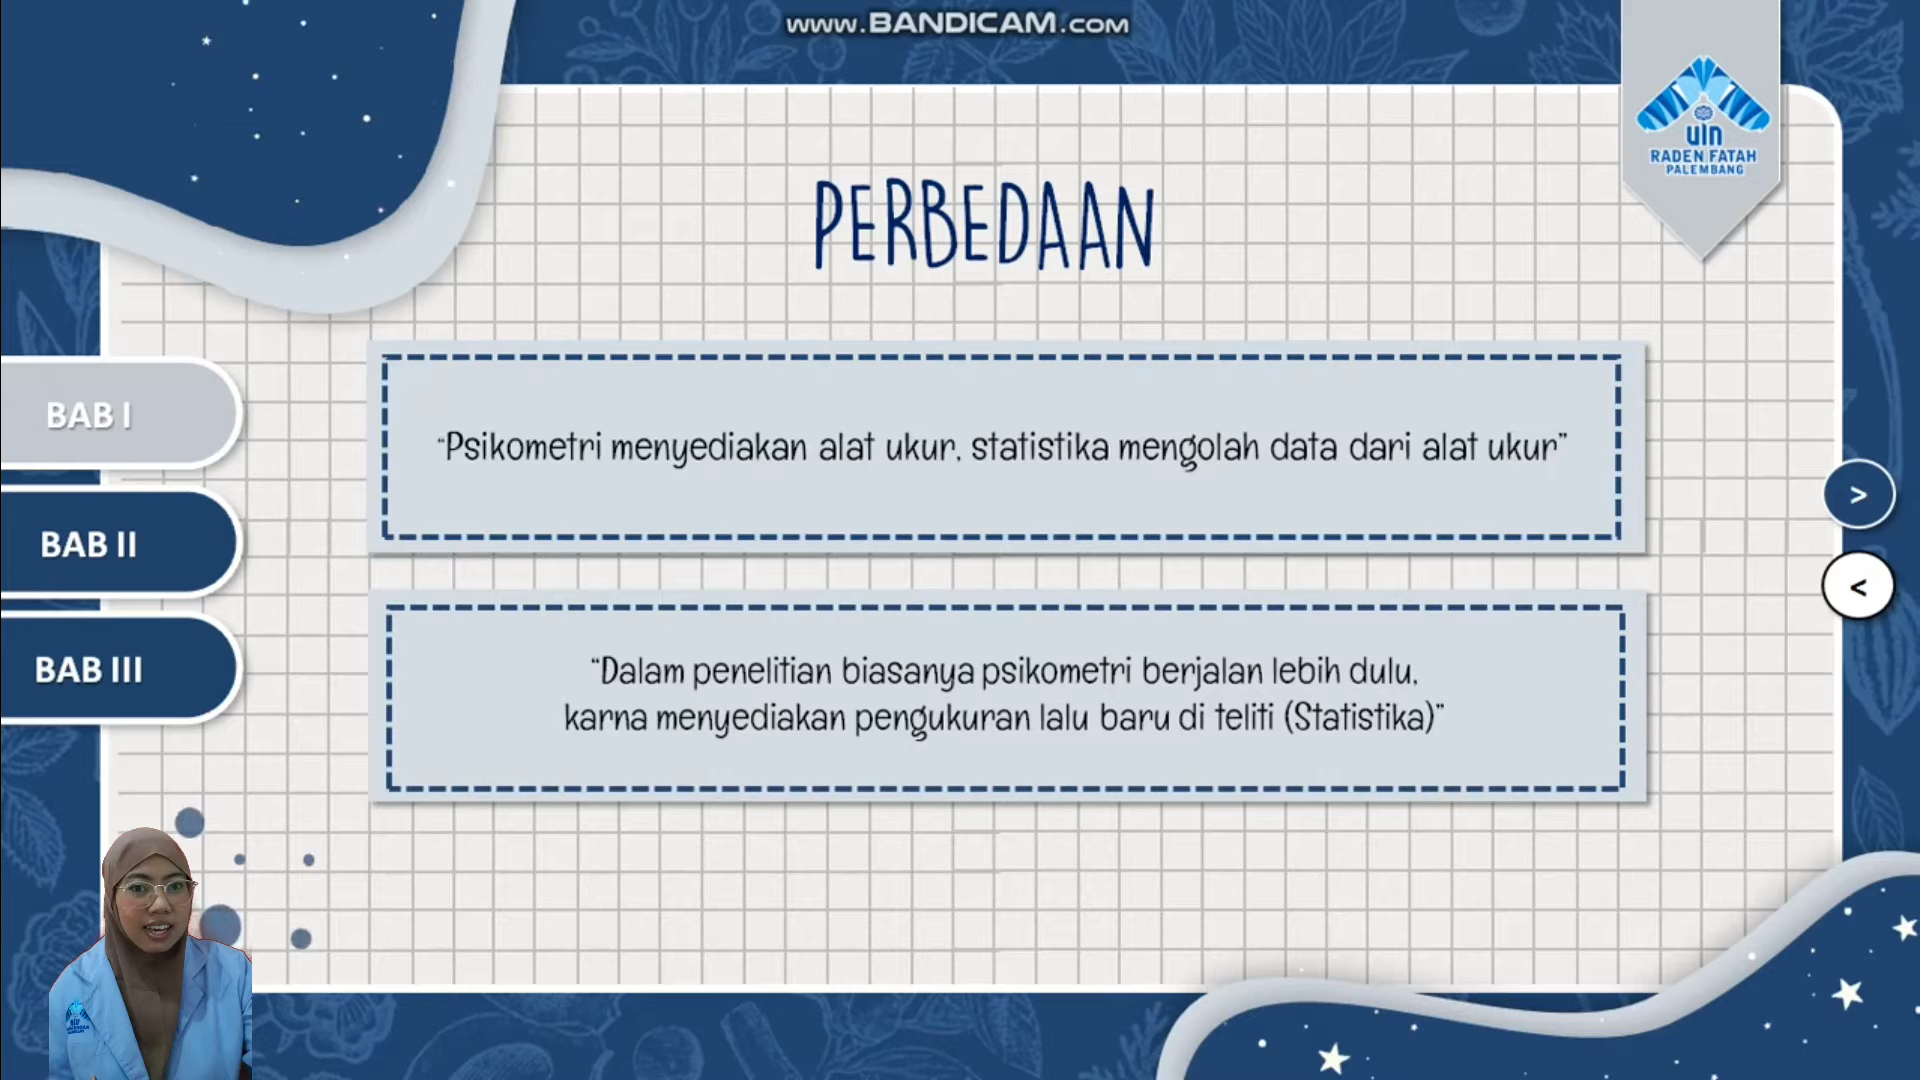 www.BANDICAM.com
uin
RADEN FATAH
PALEMBANG
PERBEDAAN
BAB I
"Psikometri menyediakan alat ukur, statistika mengolah data dari alat ukur"
>
BAB II
<
BAB III
"Dalam penelitian biasanya psikometri berjalan lebih dulu,
karna menyediakan pengukuran lalu baru di teliti (Statistika)"